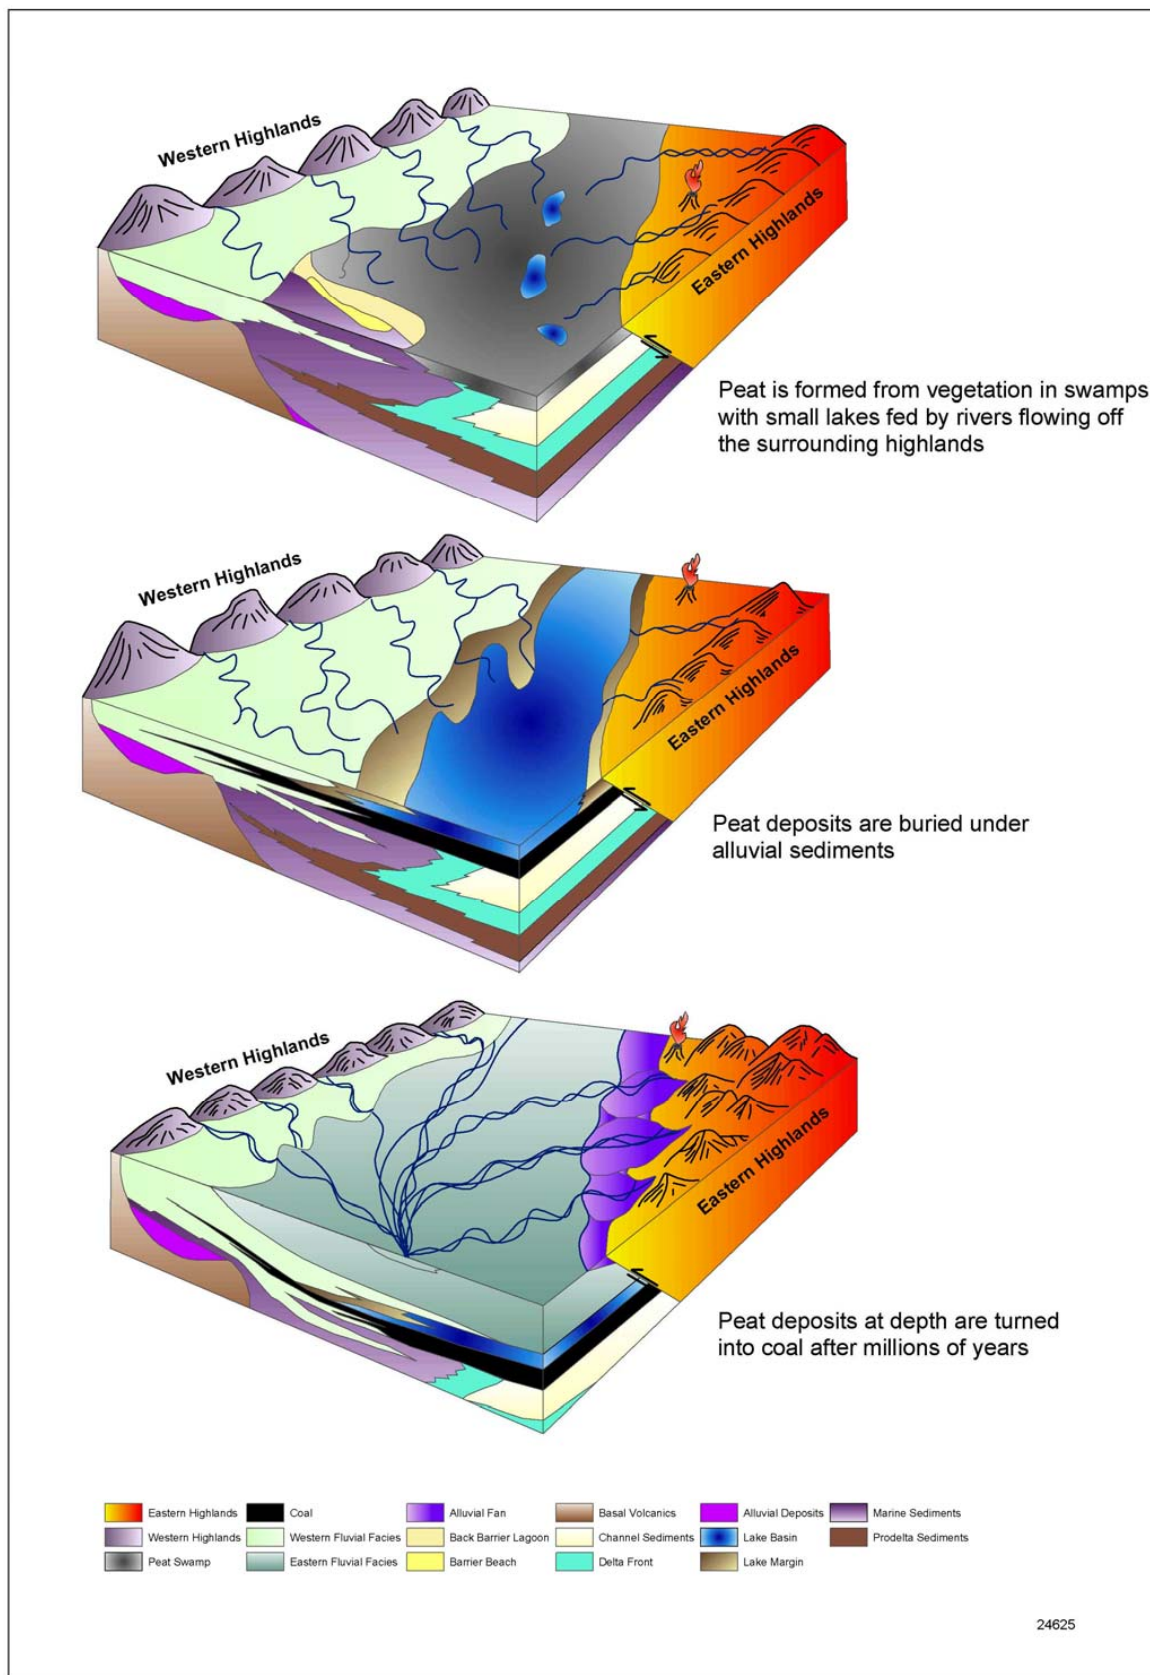 Western Highlands
Eastern Highlands
Peat is formed from vegetation in swamps
with small lakes fed by rivers flowing off
the surrounding highlands
Western Highlands
Eastern Highlands
Peat deposits are buried under
alluvial sediments
Western Highlands
Eastern Highlands
Peat deposits at depth are turned
into coal after millions of years
Eastern Highlands
Coal
Alluvial Fan
Basal Volcanics
Alluvial Deposits
Marine Sediments
Western Highlands
Western Fluvial Facies
Back Barrier Lagoon
Channel Sediments
Lake Basin
Prodelta Sediments
Peat Swamp
Eastern Fluvial Facies
Barrier Beach
Delta Front
Lake Margin
24625